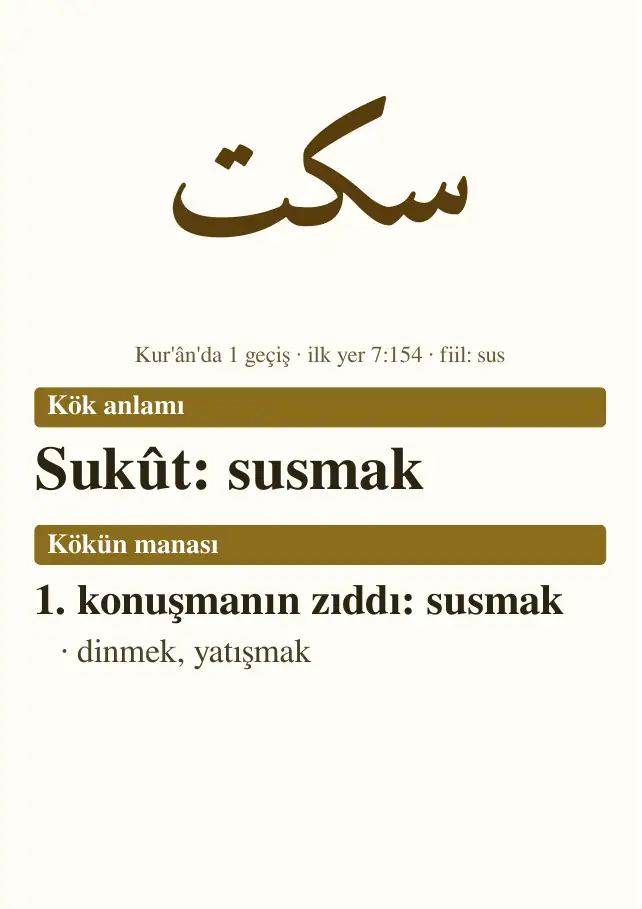 سكت
Kur'ân'da 1 geçiş · ilk yer 7:154 · fiil: sus
Kök anlamı
Sukût: susmak
Kökün manası
1. konuşmanın zıddı: susmak
· dinmek, yatışmak